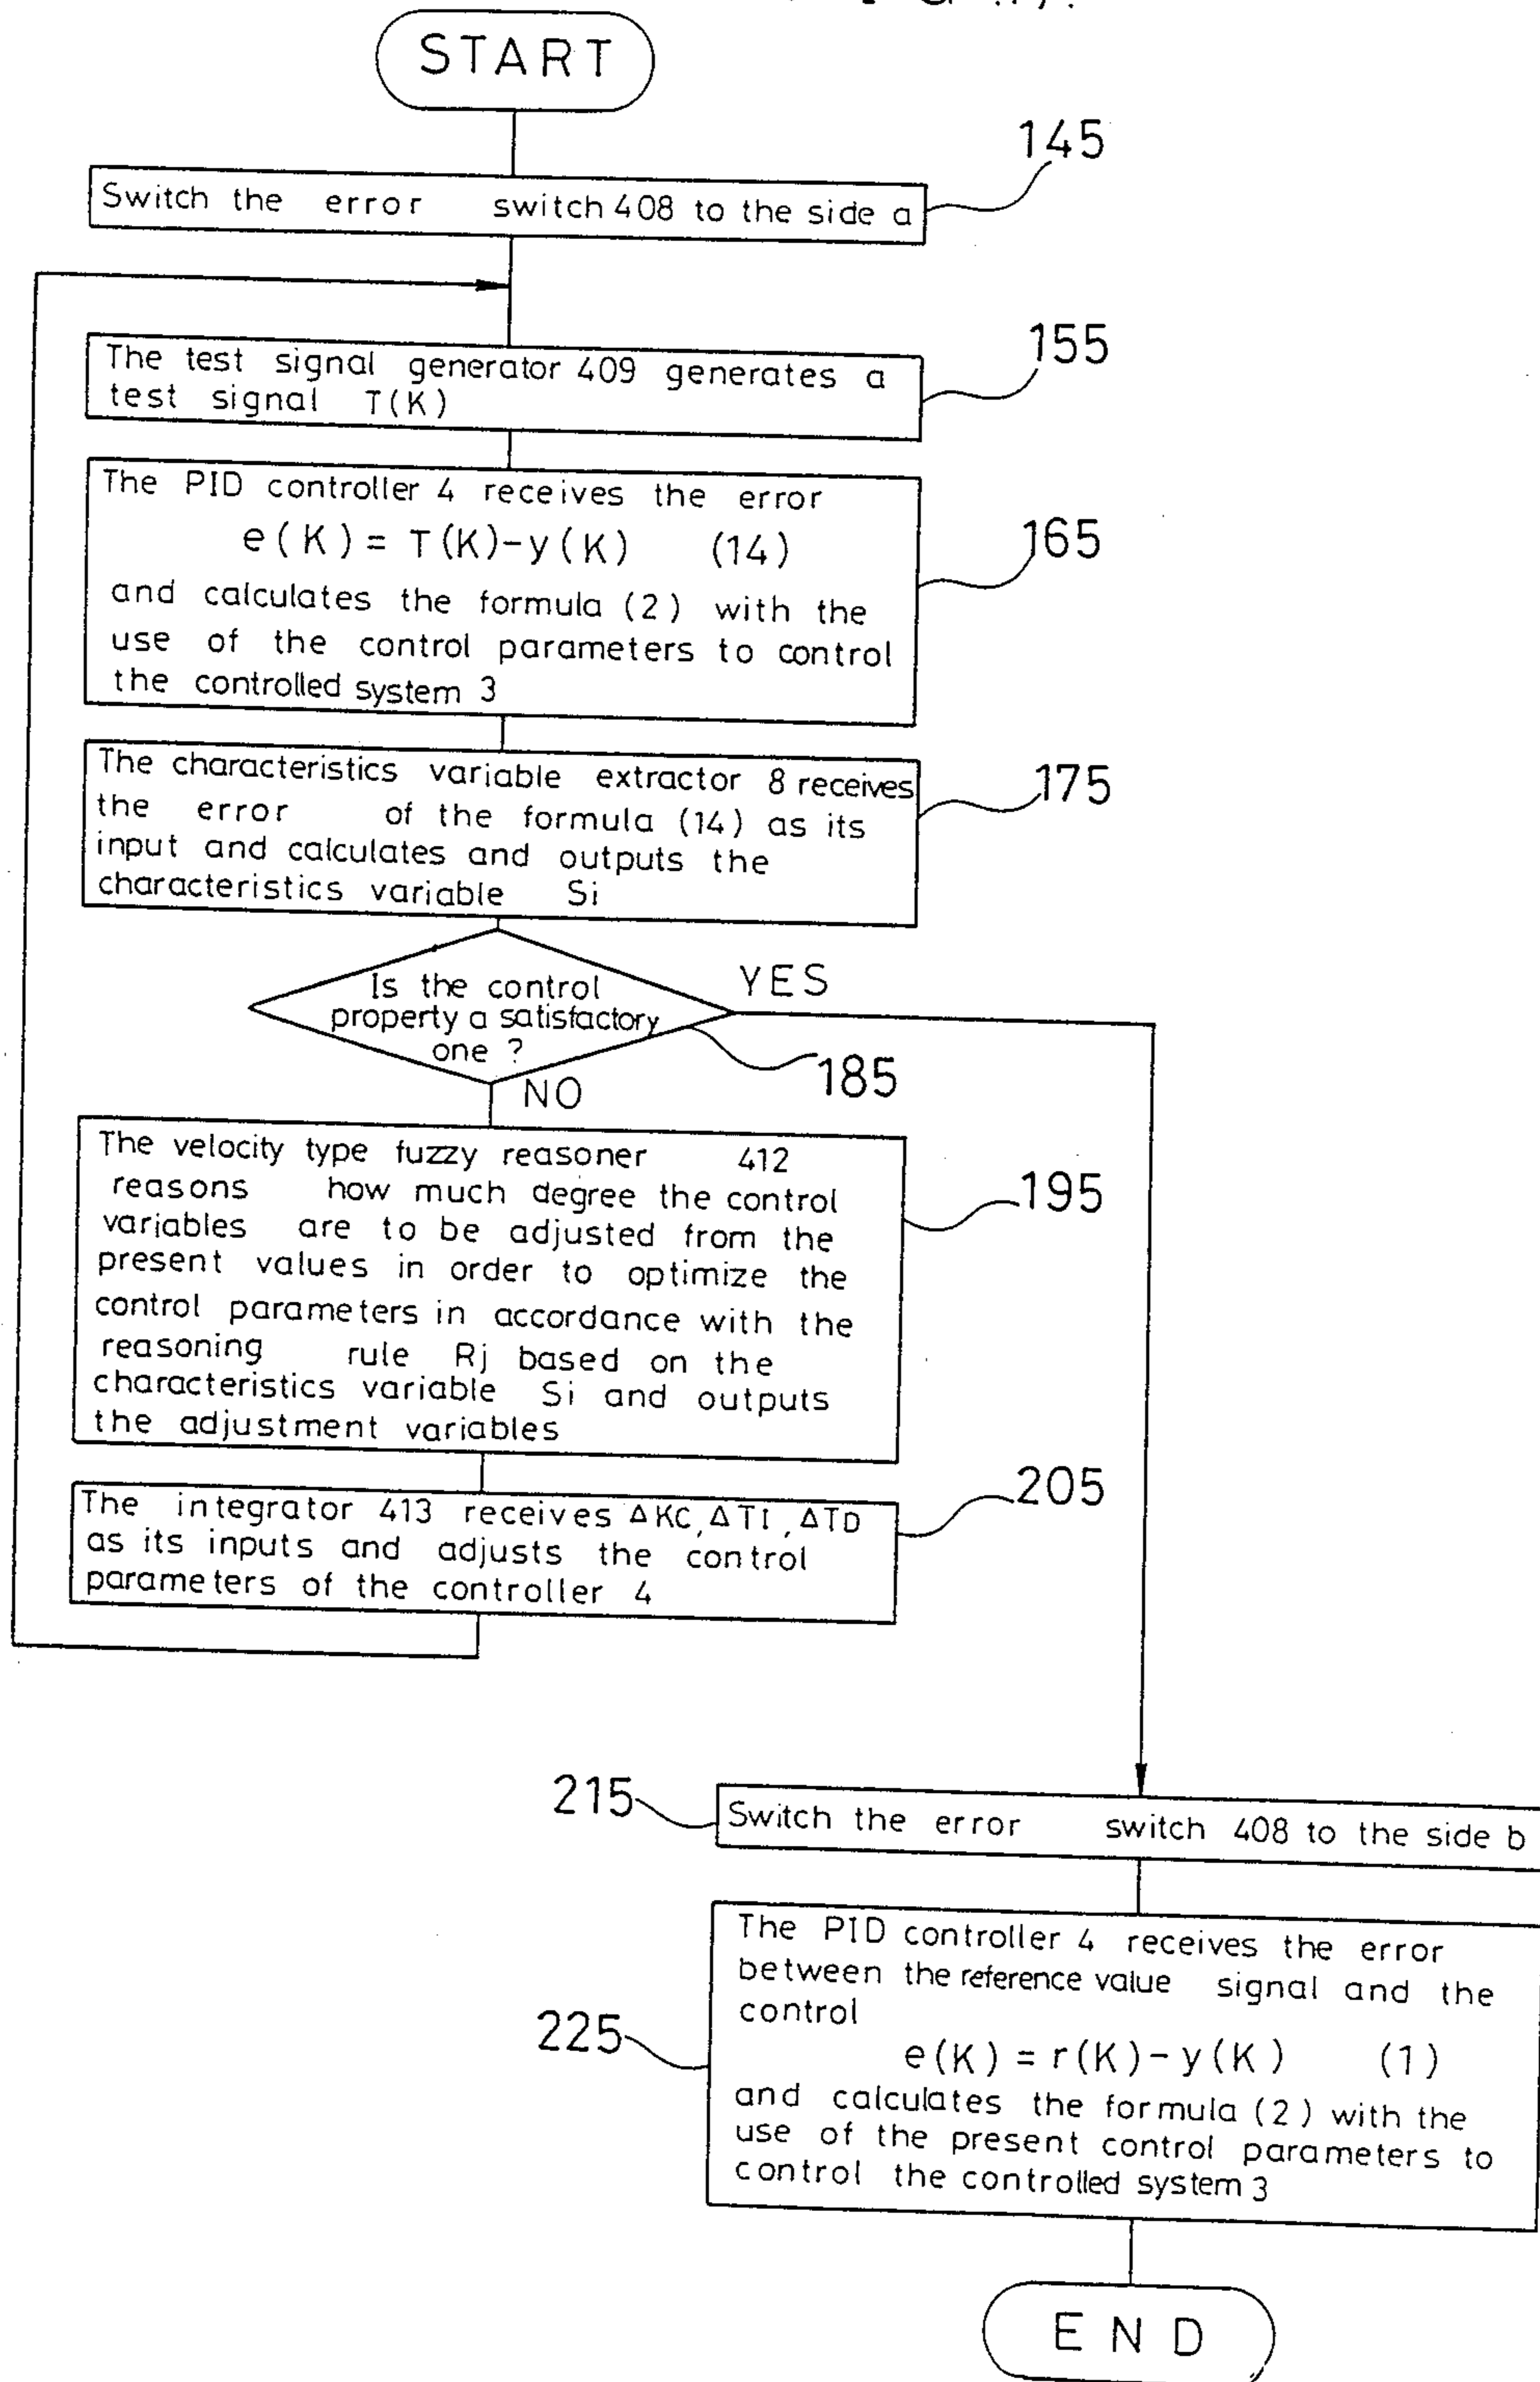 START
145
Switch the error switch 408 to the side a
155
The test signal generator 409 generates a
test signal T(K)
The PID controller 4 receives the error
e(K) = T(K)-y(K) (14)
165
and calculates the formula (2) with the
use of the control parameters to control
the controlled system 3
The characteristics variable extractor 8 receives
175
the error of the formula (14) as its
input and calculates and outputs the
characteristics variable Si
Is the control
property a satisfactory
one ?
YES
185
NO
The velocity type fuzzy reasoner 412
reasons how much degree the control
195
variables are to be adjusted from the
present values in order to optimize the
control parameters in accordance with the
reasoning rule Rj based on the
characteristics variable Si and outputs
the adjustment variables
205
The integrator 413 receives ΔKC, ΔTI, ΔTD
as its inputs and adjusts the control
parameters of the controller 4
215
Switch the error switch 408 to the side b
The PID controller 4 receives the error
between the reference value signal and the
control
225
e(K) = r(K)-y(K) (1)
and calculates the formula (2) with the
use of the present control parameters to
control the controlled system 3
END